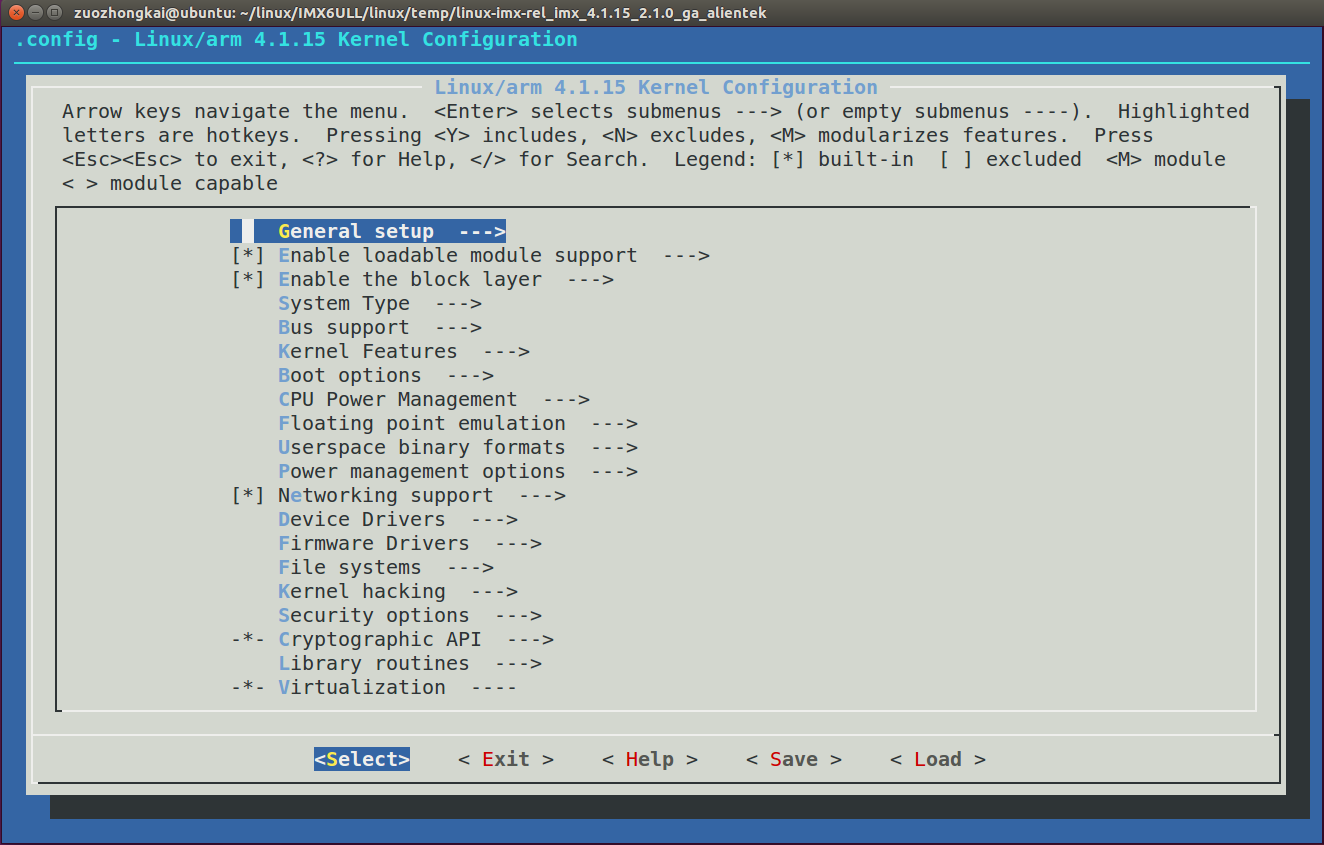 zuozhongkai@ubuntu: ~/linux/IMX6ULL/linux/temp/linux-imx-rel_imx_4.1.15_2.1.0_ga_alientek
.config - Linux/arm 4.1.15 Kernel Configuration
Linux/arm 4.1.15 Kernel Configuration
Arrow keys navigate the menu.  <Enter> selects submenus ---> (or empty submenus ----).  Highlighted
letters are hotkeys.  Pressing <Y> includes, <N> excludes, <M> modularizes features.  Press
<Esc><Esc> to exit, <?> for Help, </> for Search.  Legend: [*] built-in  [ ] excluded  <M> module
< > module capable
General setup  --->
[*] Enable loadable module support  --->
[*] Enable the block layer  --->
System Type  --->
Bus support  --->
Kernel Features  --->
Boot options  --->
CPU Power Management  --->
Floating point emulation  --->
Userspace binary formats  --->
Power management options  --->
[*] Networking support  --->
Device Drivers  --->
Firmware Drivers  --->
File systems  --->
Kernel hacking  --->
Security options  --->
-*- Cryptographic API  --->
Library routines  --->
-*- Virtualization  ----
<Select>    < Exit >    < Help >    < Save >    < Load >